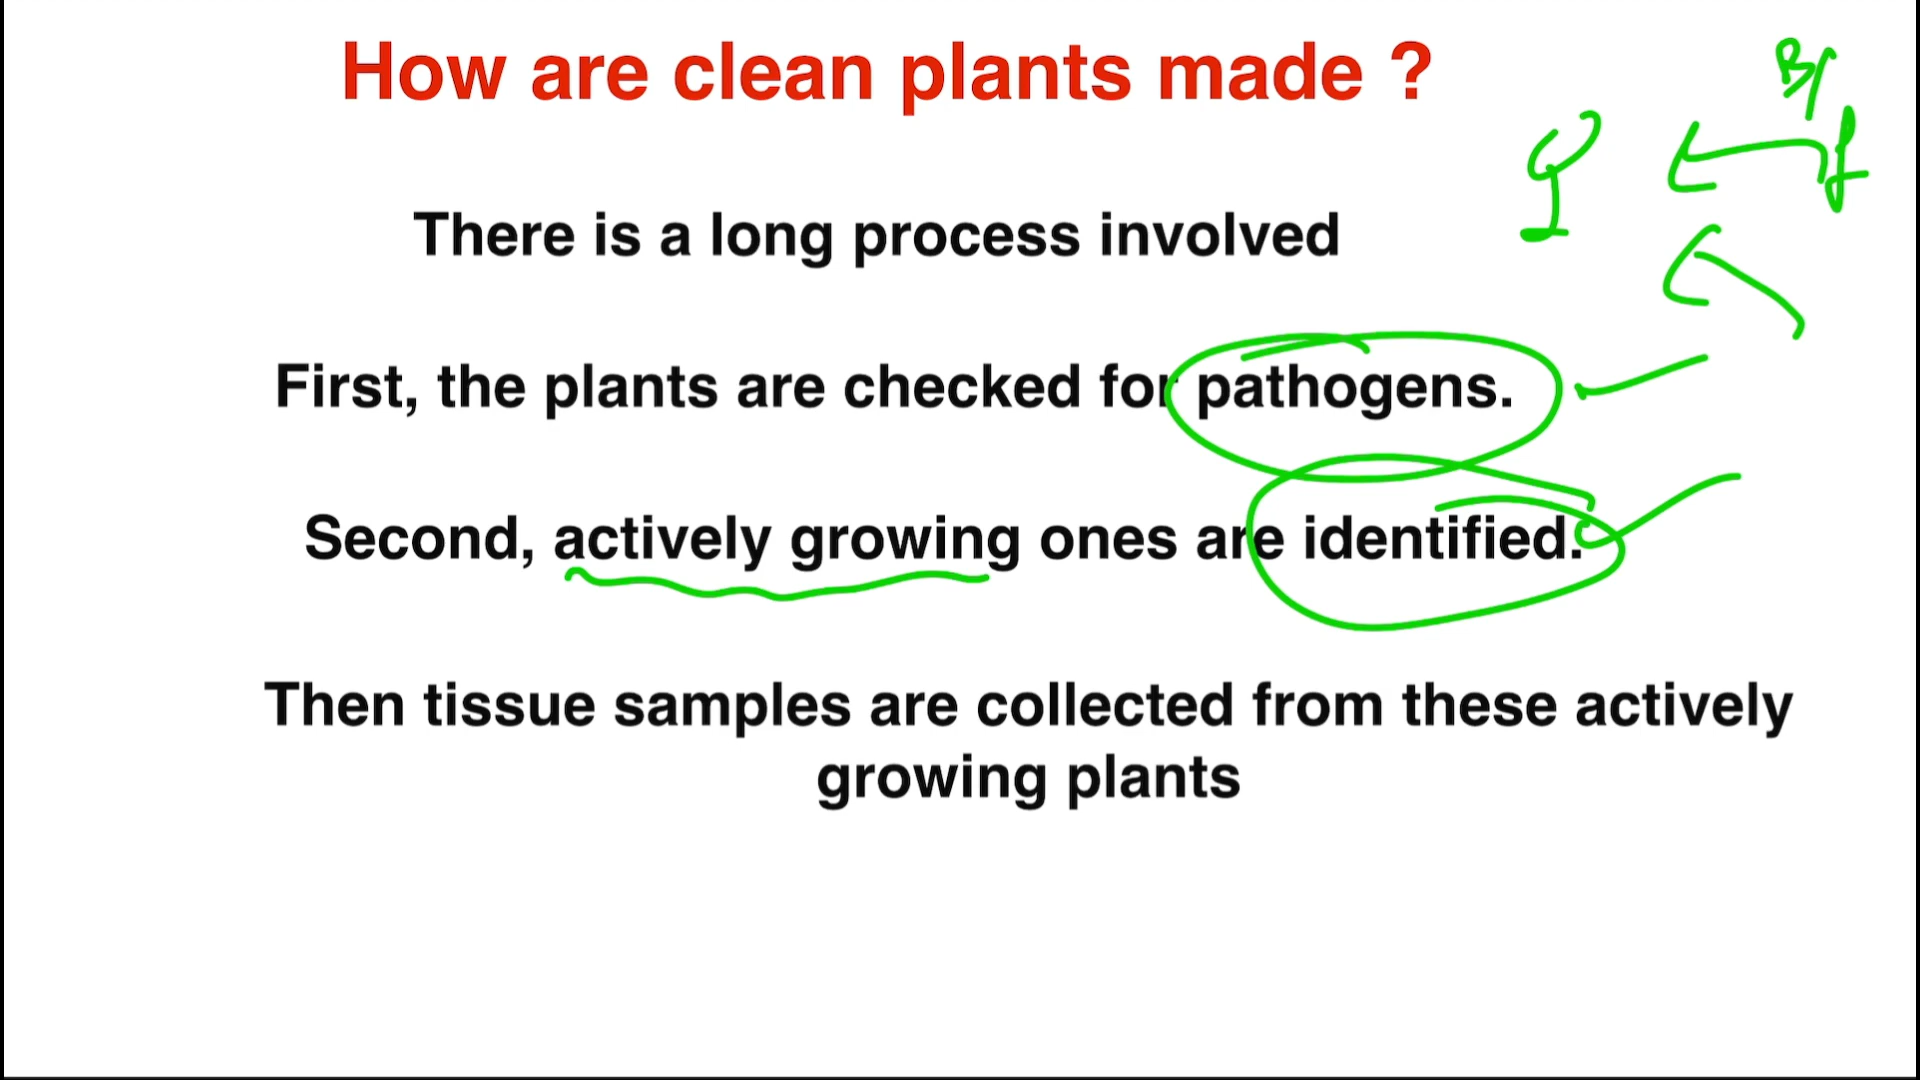 How are clean plants made ?
There is a long process involved
First, the plants are checked for pathogens.
Second, actively growing ones are identified.
Then tissue samples are collected from these actively
growing plants